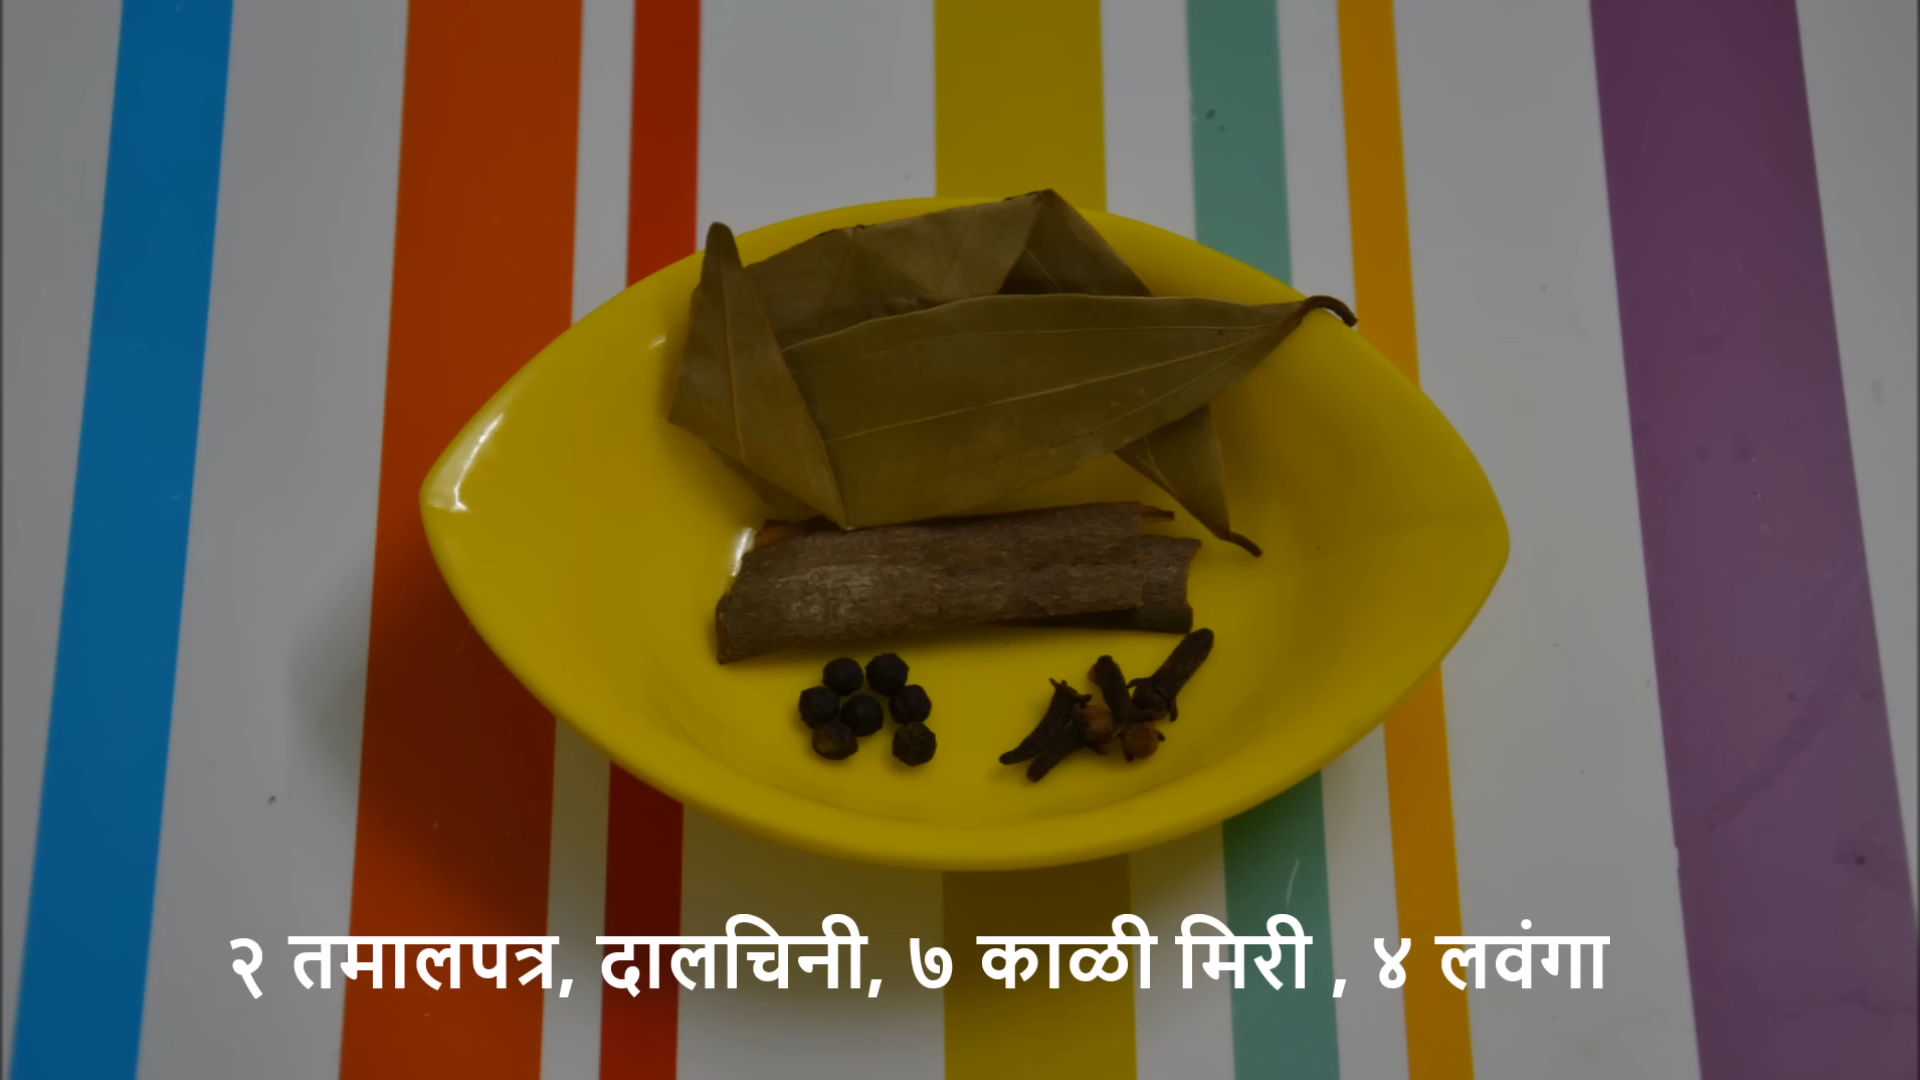 २ तमालपत्र, दालचिनी, ७ काळी मिरी , ४ लवंगा